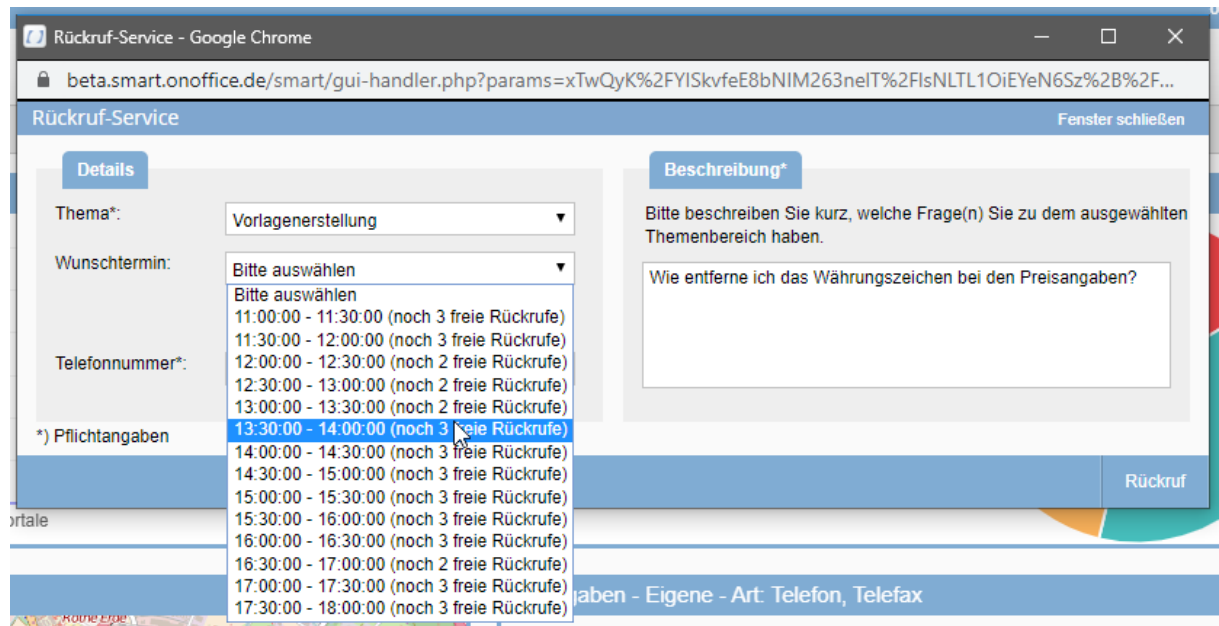 Rückruf-Service - Google Chrome
beta.smart.onoffice.de/smart/gui-handler.php?params=xTwQyK%2FYISkvfeE8bNIM263nelT%2FIsNLTL1OiEYeN6Sz%2B%2F...
Rückruf-Service
Fenster schließen
Details
Thema*:
Vorlagenerstellung
Wunschtermin:
Bitte auswählen
Bitte auswählen
11:00:00 - 11:30:00 (noch 3 freie Rückrufe)
11:30:00 - 12:00:00 (noch 3 freie Rückrufe)
12:00:00 - 12:30:00 (noch 2 freie Rückrufe)
12:30:00 - 13:00:00 (noch 2 freie Rückrufe)
13:00:00 - 13:30:00 (noch 2 freie Rückrufe)
13:30:00 - 14:00:00 (noch 3 freie Rückrufe)
14:00:00 - 14:30:00 (noch 3 freie Rückrufe)
14:30:00 - 15:00:00 (noch 3 freie Rückrufe)
15:00:00 - 15:30:00 (noch 3 freie Rückrufe)
15:30:00 - 16:00:00 (noch 3 freie Rückrufe)
16:00:00 - 16:30:00 (noch 3 freie Rückrufe)
16:30:00 - 17:00:00 (noch 2 freie Rückrufe)
17:00:00 - 17:30:00 (noch 3 freie Rückrufe)
17:30:00 - 18:00:00 (noch 3 freie Rückrufe)
Telefonnummer*:
*) Pflichtangaben
Beschreibung*
Bitte beschreiben Sie kurz, welche Frage(n) Sie zu dem ausgewählten
Themenbereich haben.
Wie entferne ich das Währungszeichen bei den Preisangaben?
Rückruf
ortale
aben - Eigene - Art: Telefon, Telefax
Rothe Erde